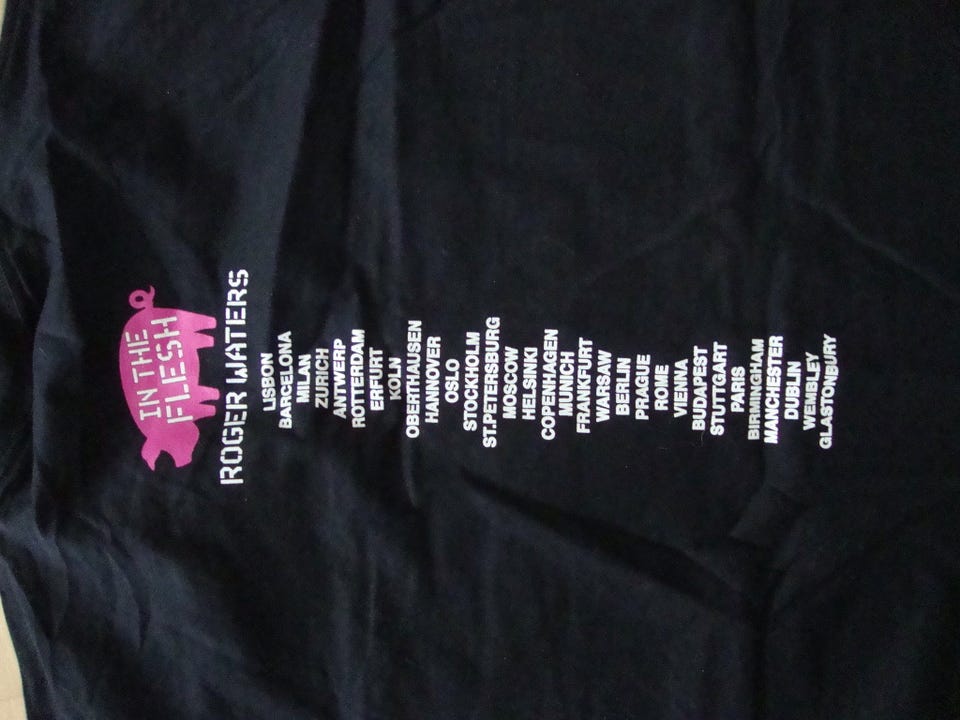 IN THE
FLESH
ROGER WATERS
LISBON
BARCELONA
MILAN
ZURICH
ANTWERP
ROTTERDAM
ERFURT
KOLN
OBERTHAUSEN
HANNOVER
OSLO
STOCKHOLM
ST.PETERSBURG
MOSCOW
HELSINKI
COPENHAGEN
MUNICH
FRANKFURT
WARSAW
BERLIN
PRAGUE
ROME
VIENNA
BUDAPEST
STUTTGART
PARIS
BIRMINGHAM
MANCHESTER
DUBLIN
WEMBLEY
GLASTONBURY